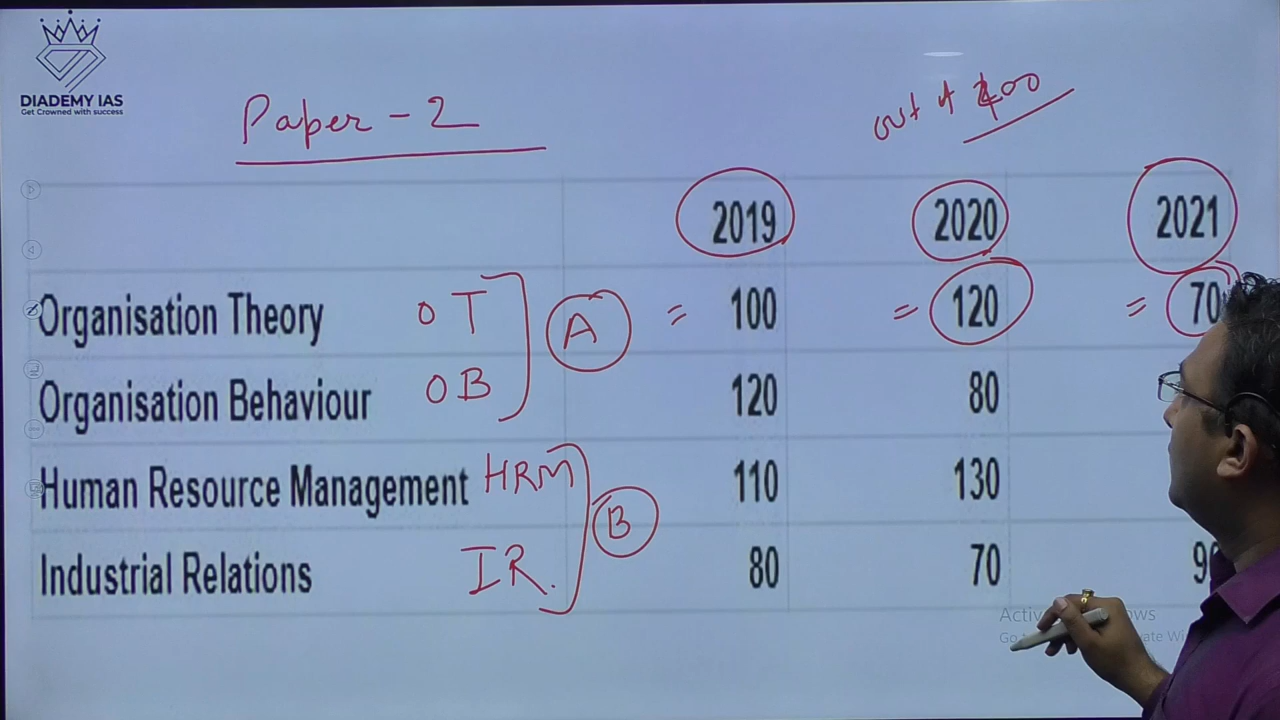 DIADEMY IAS
Get Crowned with success
Paper - 2
out of 400
2019 2020 2021
Organisation Theory OT A = 100 = 120 = 70
Organisation Behaviour OB 120 80
Human Resource Management HRM 110 130
B
Industrial Relations IR. 80 70